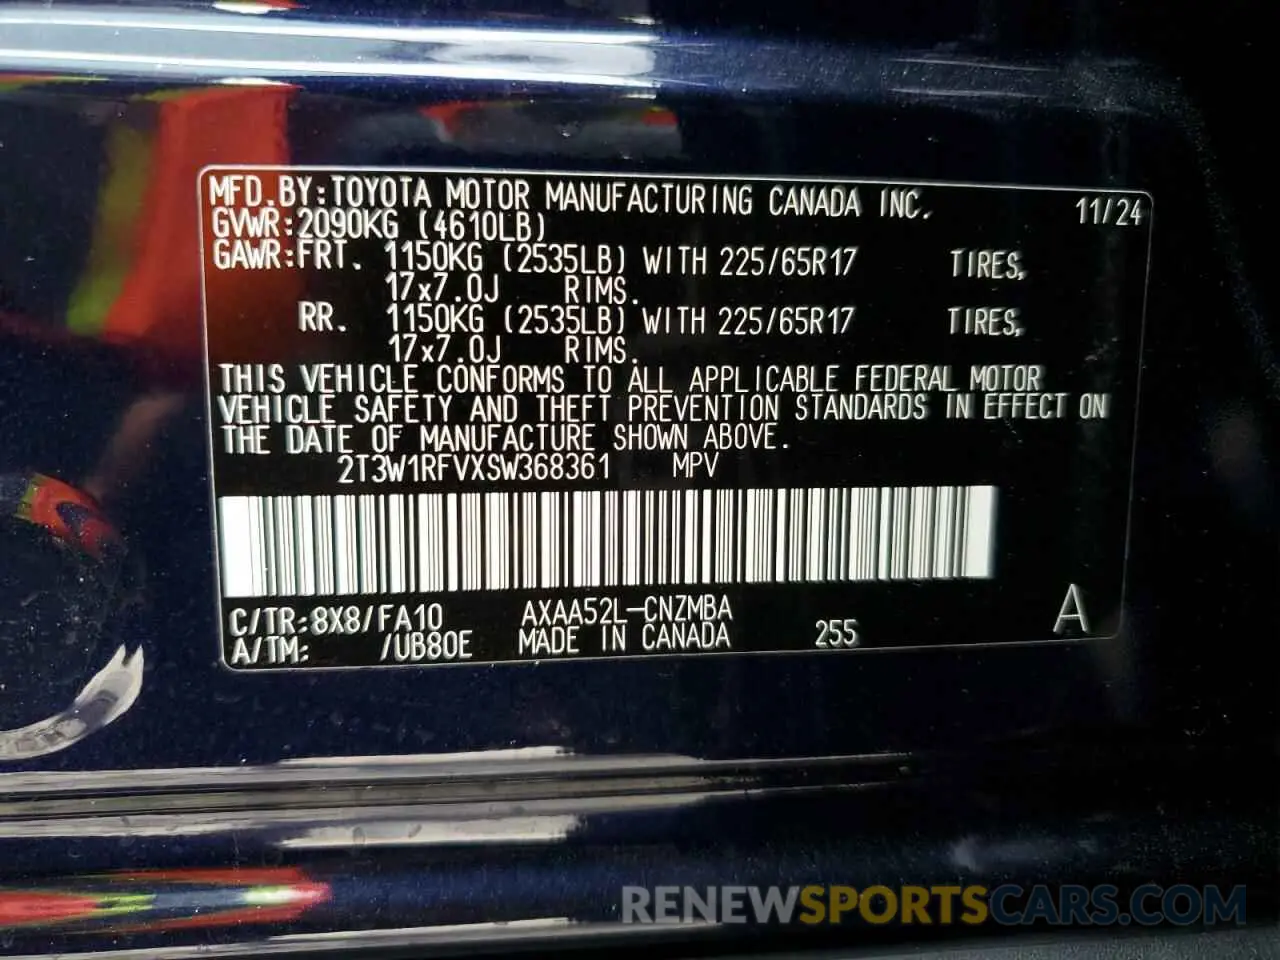 MFD.BY:TOYOTA MOTOR MANUFACTURING CANADA INC. 11/24
GVWR:2090KG (4610LB)
GAWR:FRT. 1150KG (2535LB) WITH 225/65R17 TIRES,
17x7.0J RIMS.
RR. 1150KG (2535LB) WITH 225/65R17 TIRES,
17x7.0J RIMS.
THIS VEHICLE CONFORMS TO ALL APPLICABLE FEDERAL MOTOR
VEHICLE SAFETY AND THEFT PREVENTION STANDARDS IN EFFECT ON
THE DATE OF MANUFACTURE SHOWN ABOVE.
2T3W1RFVXSW368361 MPV
C/TR:8X8/FA10 AXAA52L-CNZMBA A
A/TM: /UB80E MADE IN CANADA 255
RENEWSPORTSCARS.COM